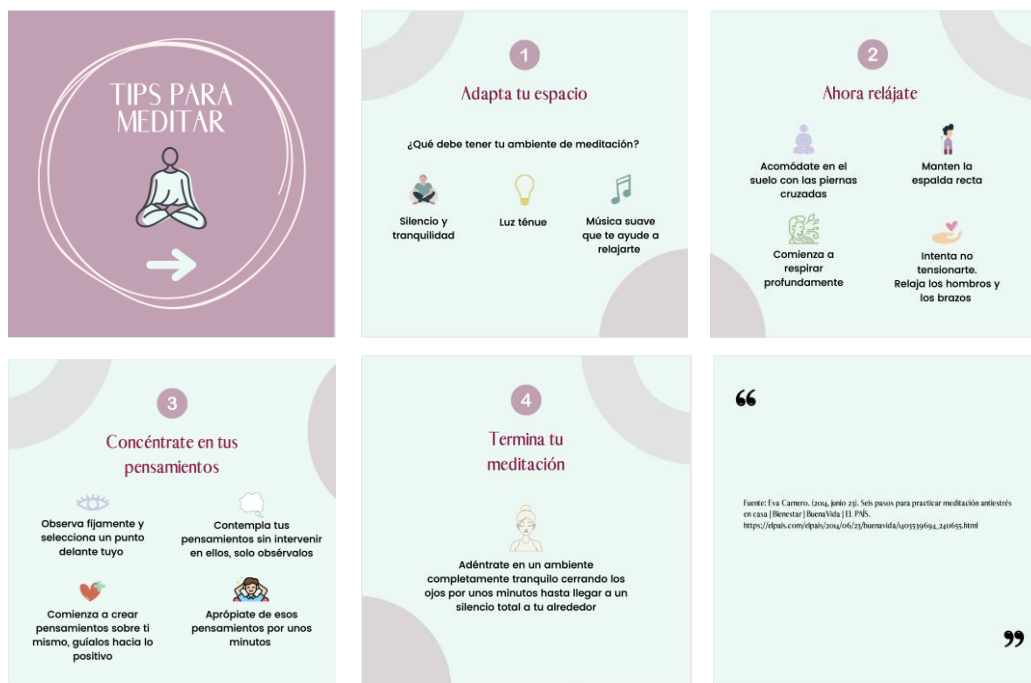 TIPS PARA
MEDITAR
1
Adapta tu espacio
¿Qué debe tener tu ambiente de meditación?
Silencio y
tranquilidad
Luz ténue
Música suave
que te ayude a
relajarte
2
Ahora relájate
Acomódate en el
suelo con las piernas
cruzadas
Manten la
espalda recta
Comienza a
respirar
profundamente
Intenta no
tensionarte.
Relaja los hombros y
los brazos
3
Concéntrate en tus
pensamientos
Observa fijamente y
selecciona un punto
delante tuyo
Contempla tus
pensamientos sin intervenir
en ellos, solo obsérvalos
Comienza a crear
pensamientos sobre ti
mismo, guíalos hacia lo
positivo
Aprópiate de esos
pensamientos por unos
minutos
4
Termina tu
meditación
Adéntrate en un ambiente
completamente tranquilo cerrando los
ojos por unos minutos hasta llegar a un
silencio total a tu alrededor
“
Fuente: Eva Carnero. (2014, junio 23). Seis pasos para practicar meditación antiestrés
en casa | Bienestar | BuenaVida | EL PAÍS.
https://elpais.com/elpais/2014/06/23/buenavida/1403539694_240655.html
”